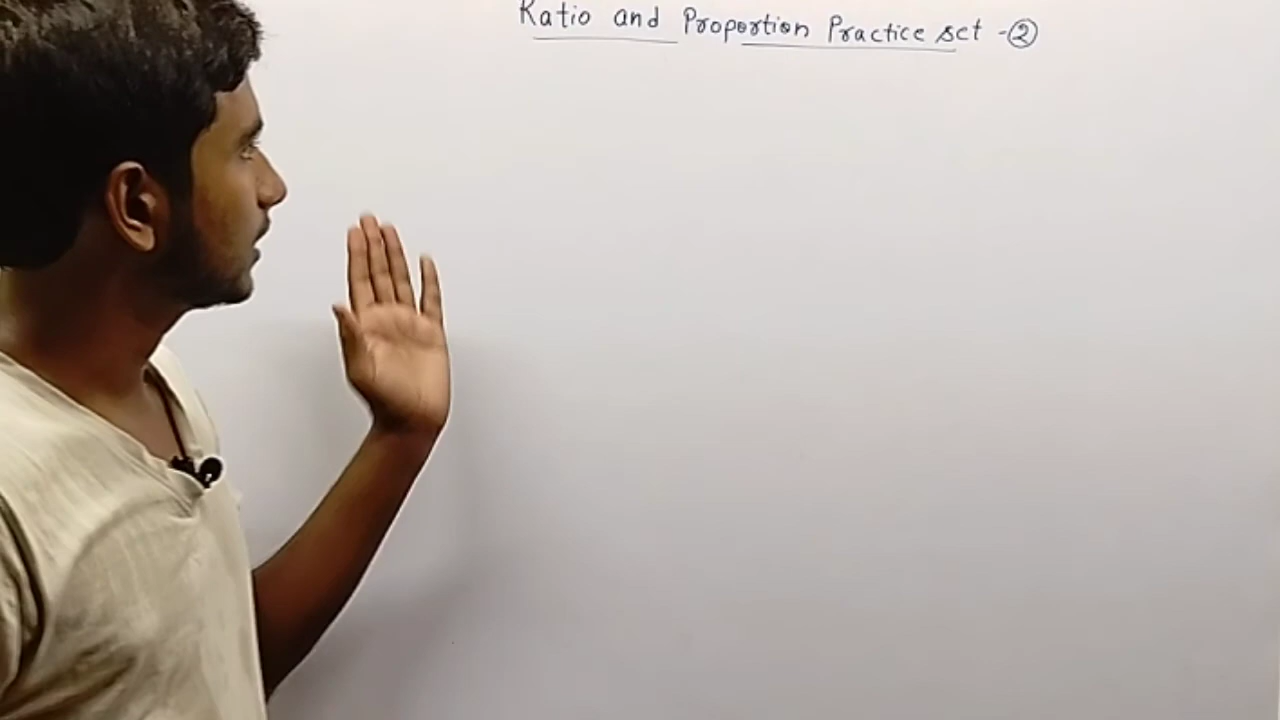 Ratio and Proportion Practice set - ②